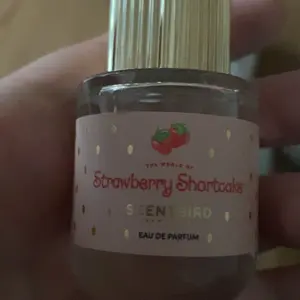 THE WORLD OF
Strawberry Shortcake
SCENTBIRD
EAU DE PARFUM